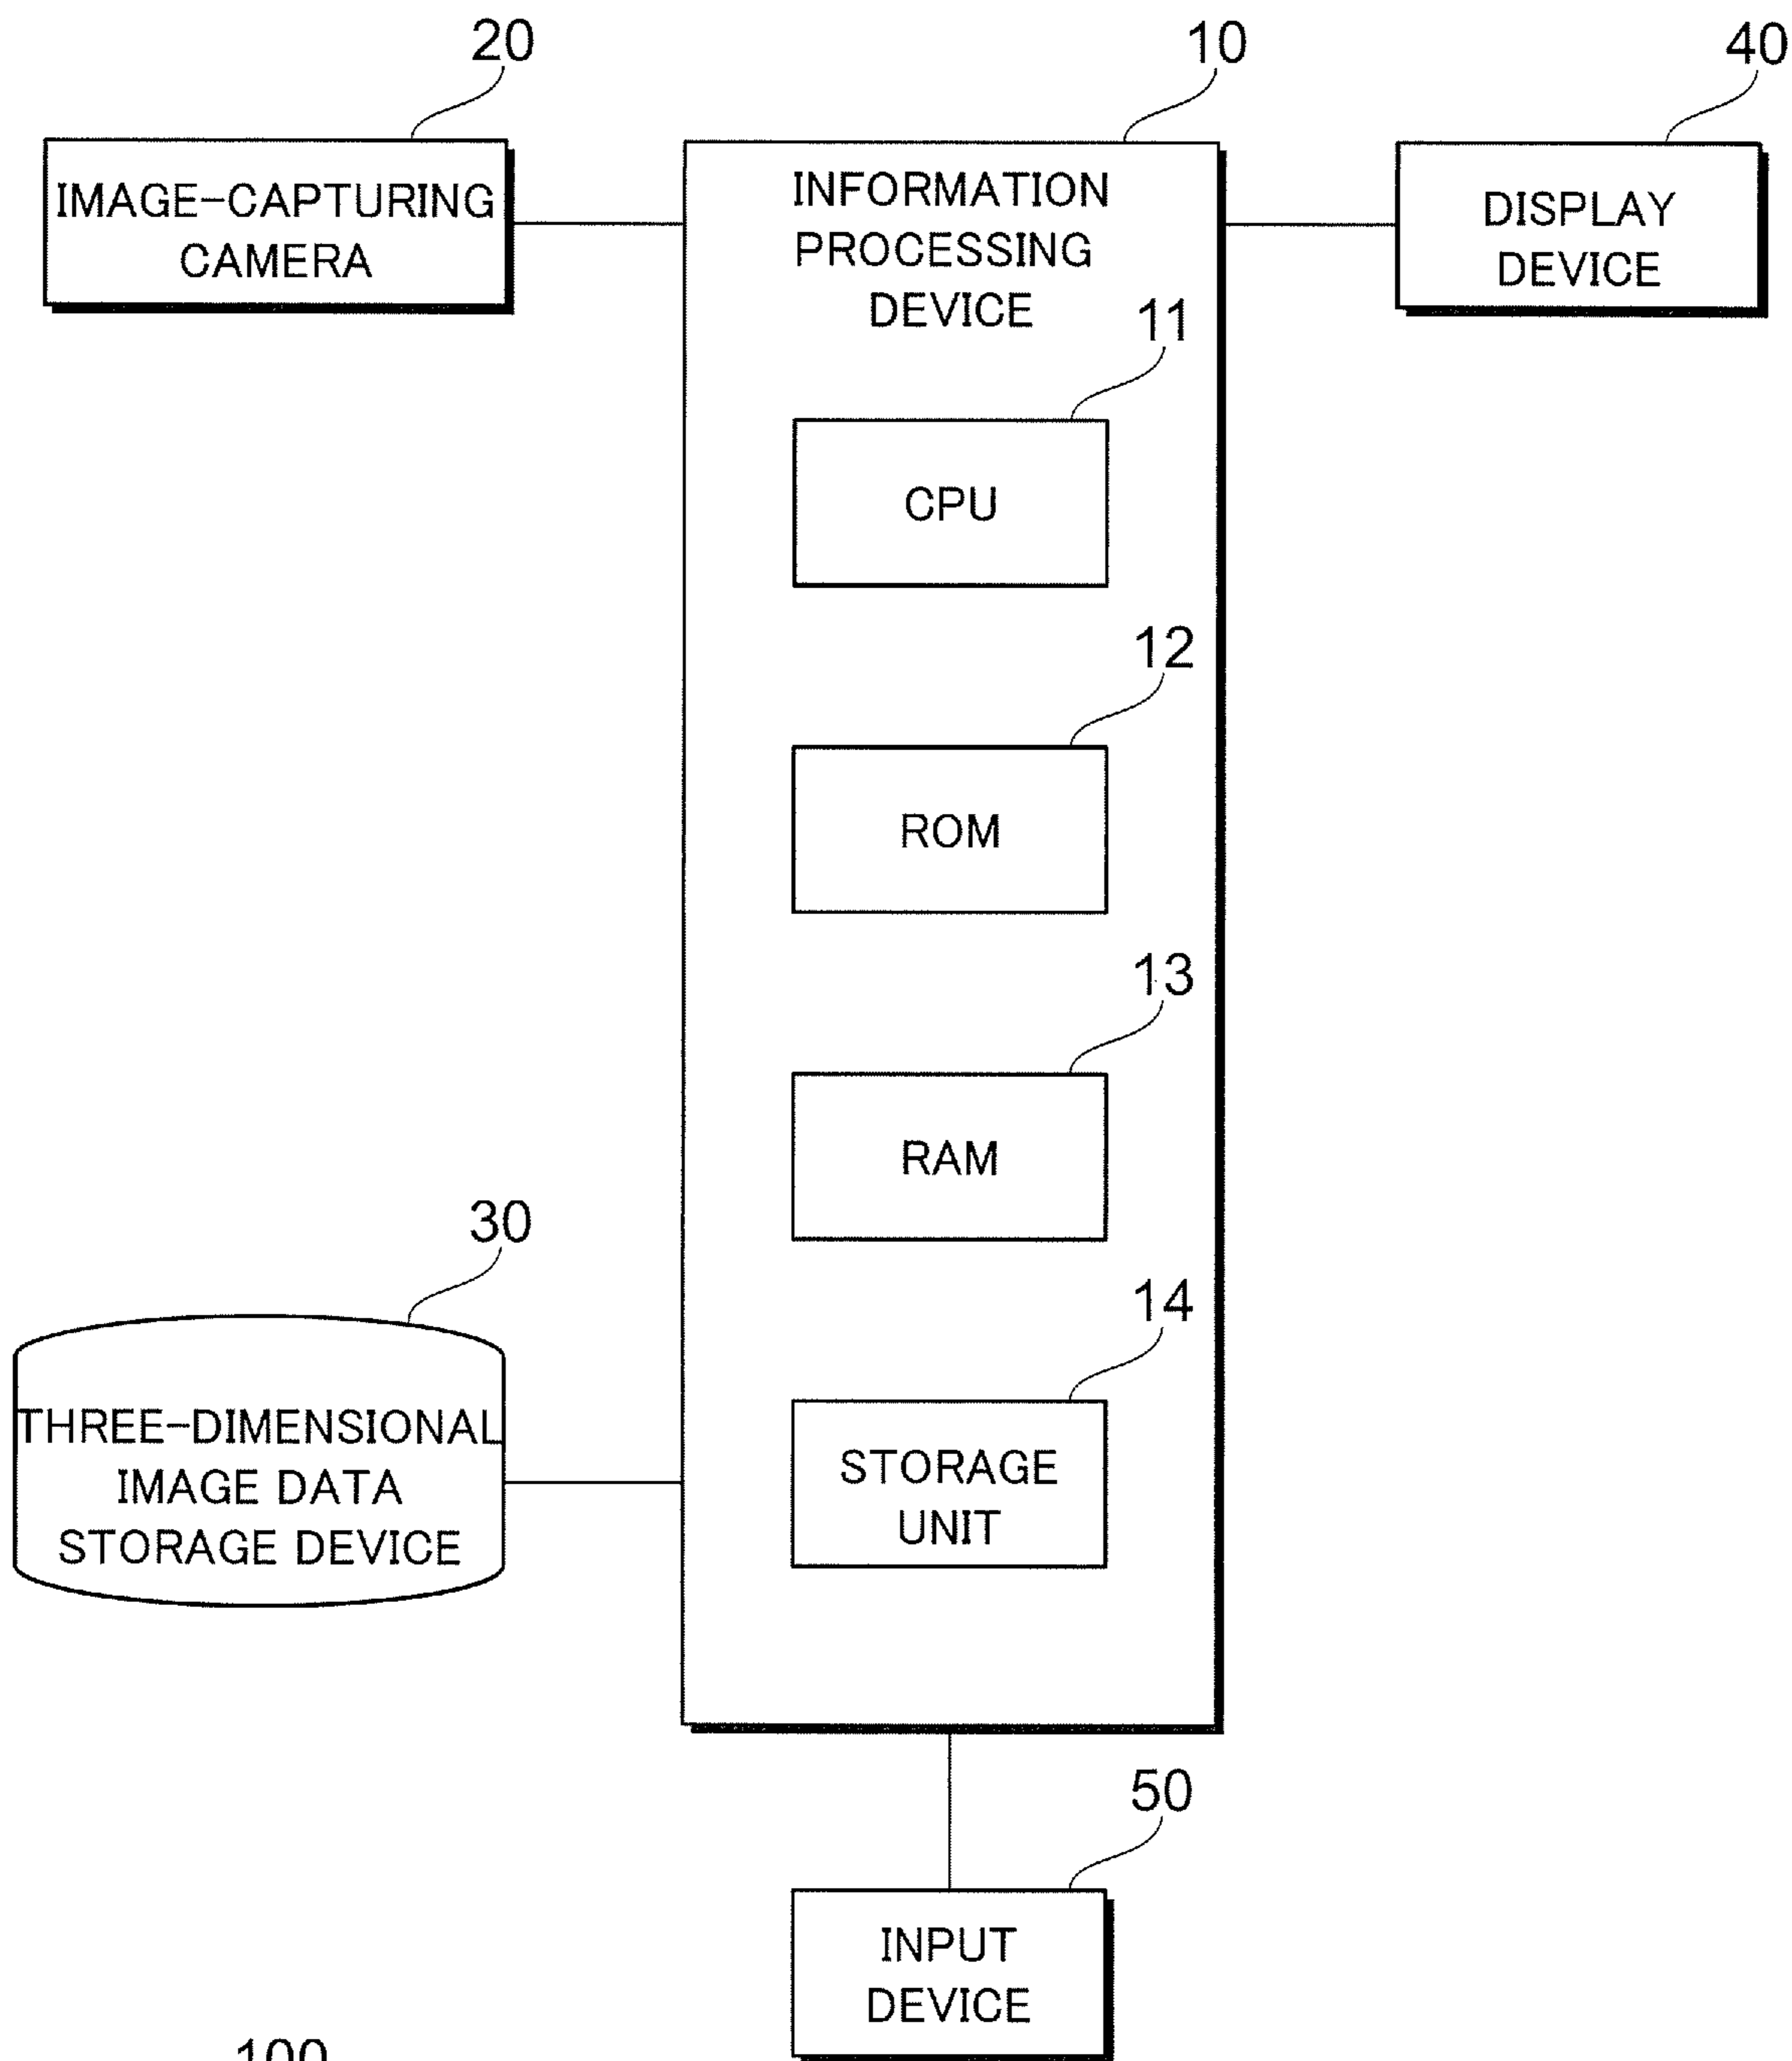 20
10
40
IMAGE-CAPTURING
CAMERA
INFORMATION
PROCESSING
DEVICE
DISPLAY
DEVICE
11
CPU
12
ROM
13
RAM
30
THREE-DIMENSIONAL
IMAGE DATA
STORAGE DEVICE
14
STORAGE
UNIT
50
INPUT
DEVICE
100